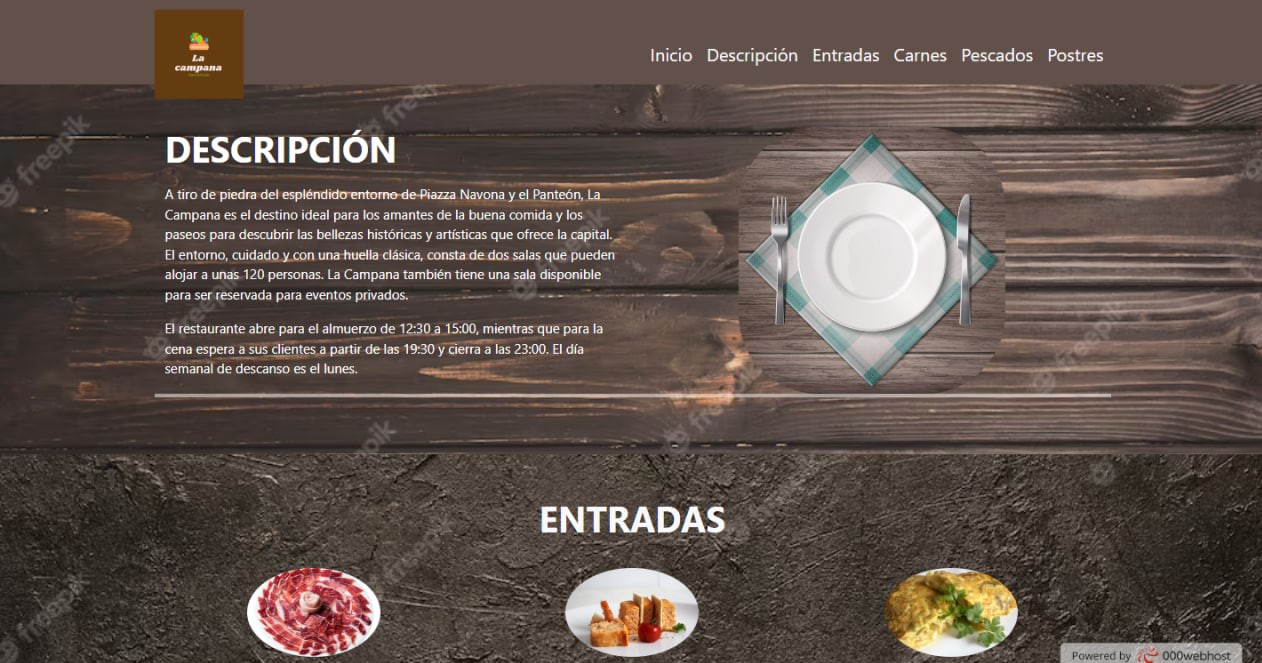 La
campana
Inicio Descripción Entradas Carnes Pescados Postres
DESCRIPCIÓN
A tiro de piedra del espléndido entorno de Piazza Navona y el Panteón, La
Campana es el destino ideal para los amantes de la buena comida y los
paseos para descubrir las bellezas históricas y artísticas que ofrece la capital.
El entorno, cuidado y con una huella clásica, consta de dos salas que pueden
alojar a unas 120 personas. La Campana también tiene una sala disponible
para ser reservada para eventos privados.
El restaurante abre para el almuerzo de 12:30 a 15:00, mientras que para la
cena espera a sus clientes a partir de las 19:30 y cierra a las 23:00. El día
semanal de descanso es el lunes.
ENTRADAS
Powered by 000webhost
freepik
freepik
freepik
freepik
freepik